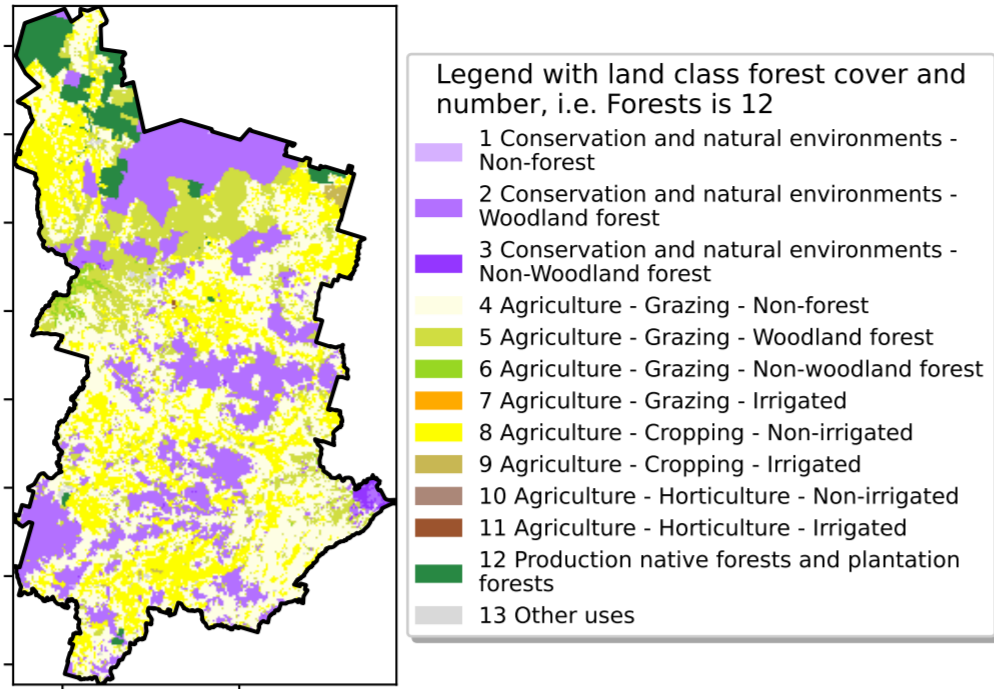 Legend with land class forest cover and
number, i.e. Forests is 12
1 Conservation and natural environments -
Non-forest
2 Conservation and natural environments -
Woodland forest
3 Conservation and natural environments -
Non-Woodland forest
4 Agriculture - Grazing - Non-forest
5 Agriculture - Grazing - Woodland forest
6 Agriculture - Grazing - Non-woodland forest
7 Agriculture - Grazing - Irrigated
8 Agriculture - Cropping - Non-irrigated
9 Agriculture - Cropping - Irrigated
10 Agriculture - Horticulture - Non-irrigated
11 Agriculture - Horticulture - Irrigated
12 Production native forests and plantation
forests
13 Other uses